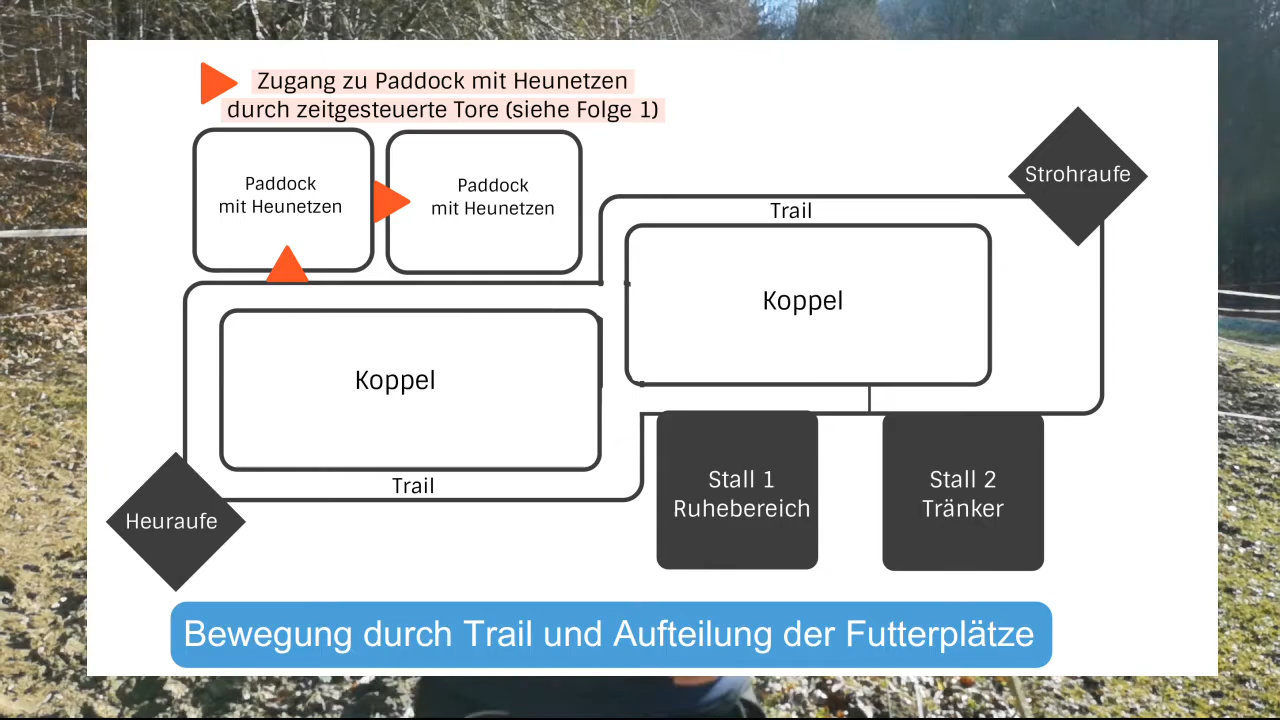 Zugang zu Paddock mit Heunetzen
durch zeitgesteuerte Tore (siehe Folge 1)
Paddock
mit Heunetzen
Paddock
mit Heunetzen
Strohraufe
Trail
Koppel
Koppel
Trail
Heuraufe
Stall 1
Ruhebereich
Stall 2
Tränker
Bewegung durch Trail und Aufteilung der Futterplätze